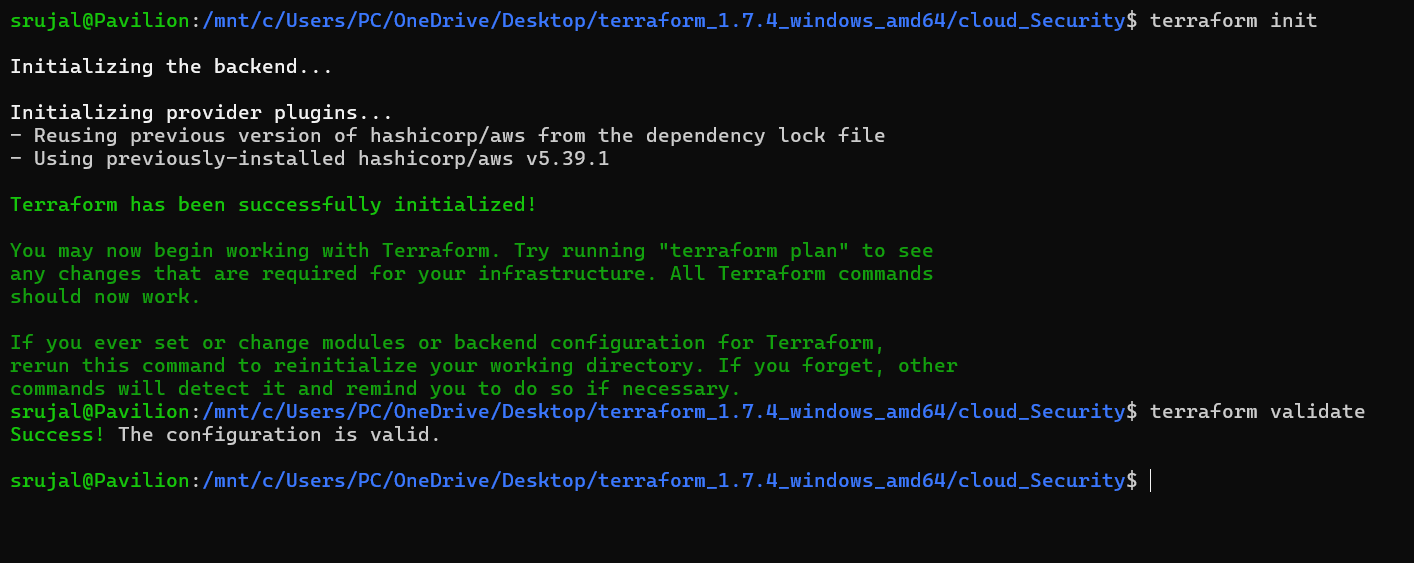 srujal@Pavilion:/mnt/c/Users/PC/OneDrive/Desktop/terraform_1.7.4_windows_amd64/cloud_Security$ terraform init
Initializing the backend...
Initializing provider plugins...
- Reusing previous version of hashicorp/aws from the dependency lock file
- Using previously-installed hashicorp/aws v5.39.1
Terraform has been successfully initialized!
You may now begin working with Terraform. Try running "terraform plan" to see
any changes that are required for your infrastructure. All Terraform commands
should now work.
If you ever set or change modules or backend configuration for Terraform,
rerun this command to reinitialize your working directory. If you forget, other
commands will detect it and remind you to do so if necessary.
srujal@Pavilion:/mnt/c/Users/PC/OneDrive/Desktop/terraform_1.7.4_windows_amd64/cloud_Security$ terraform validate
Success! The configuration is valid.
srujal@Pavilion:/mnt/c/Users/PC/OneDrive/Desktop/terraform_1.7.4_windows_amd64/cloud_Security$